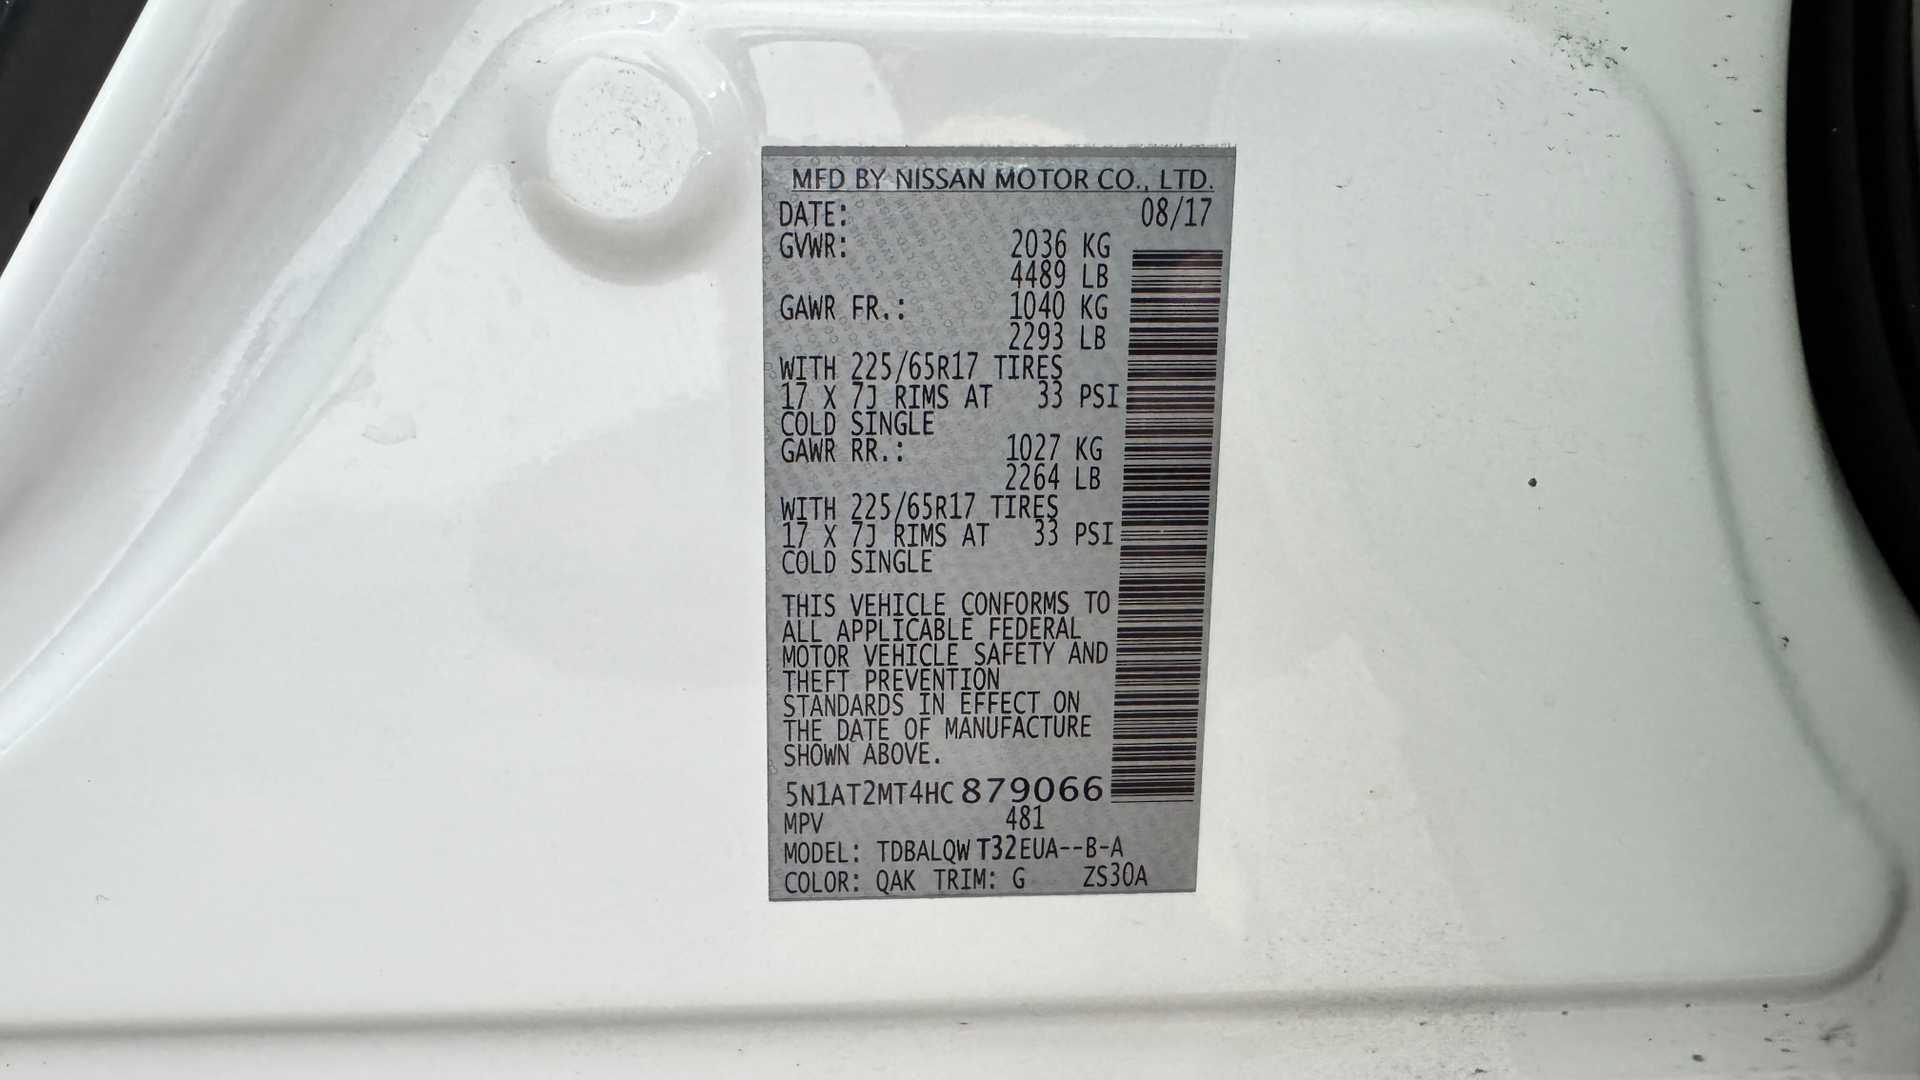 MFD BY NISSAN MOTOR CO., LTD.
DATE: 08/17
GVWR: 2036 KG
4489 LB
GAWR FR.: 1040 KG
2293 LB
WITH 225/65R17 TIRES
17 X 7J RIMS AT 33 PSI
COLD SINGLE
GAWR RR.: 1027 KG
2264 LB
WITH 225/65R17 TIRES
17 X 7J RIMS AT 33 PSI
COLD SINGLE
THIS VEHICLE CONFORMS TO
ALL APPLICABLE FEDERAL
MOTOR VEHICLE SAFETY AND
THEFT PREVENTION
STANDARDS IN EFFECT ON
THE DATE OF MANUFACTURE
SHOWN ABOVE.
5N1AT2MT4HC879066
MPV 481
MODEL: TDBALQWT32EUA--B-A
COLOR: QAK TRIM: G ZS30A